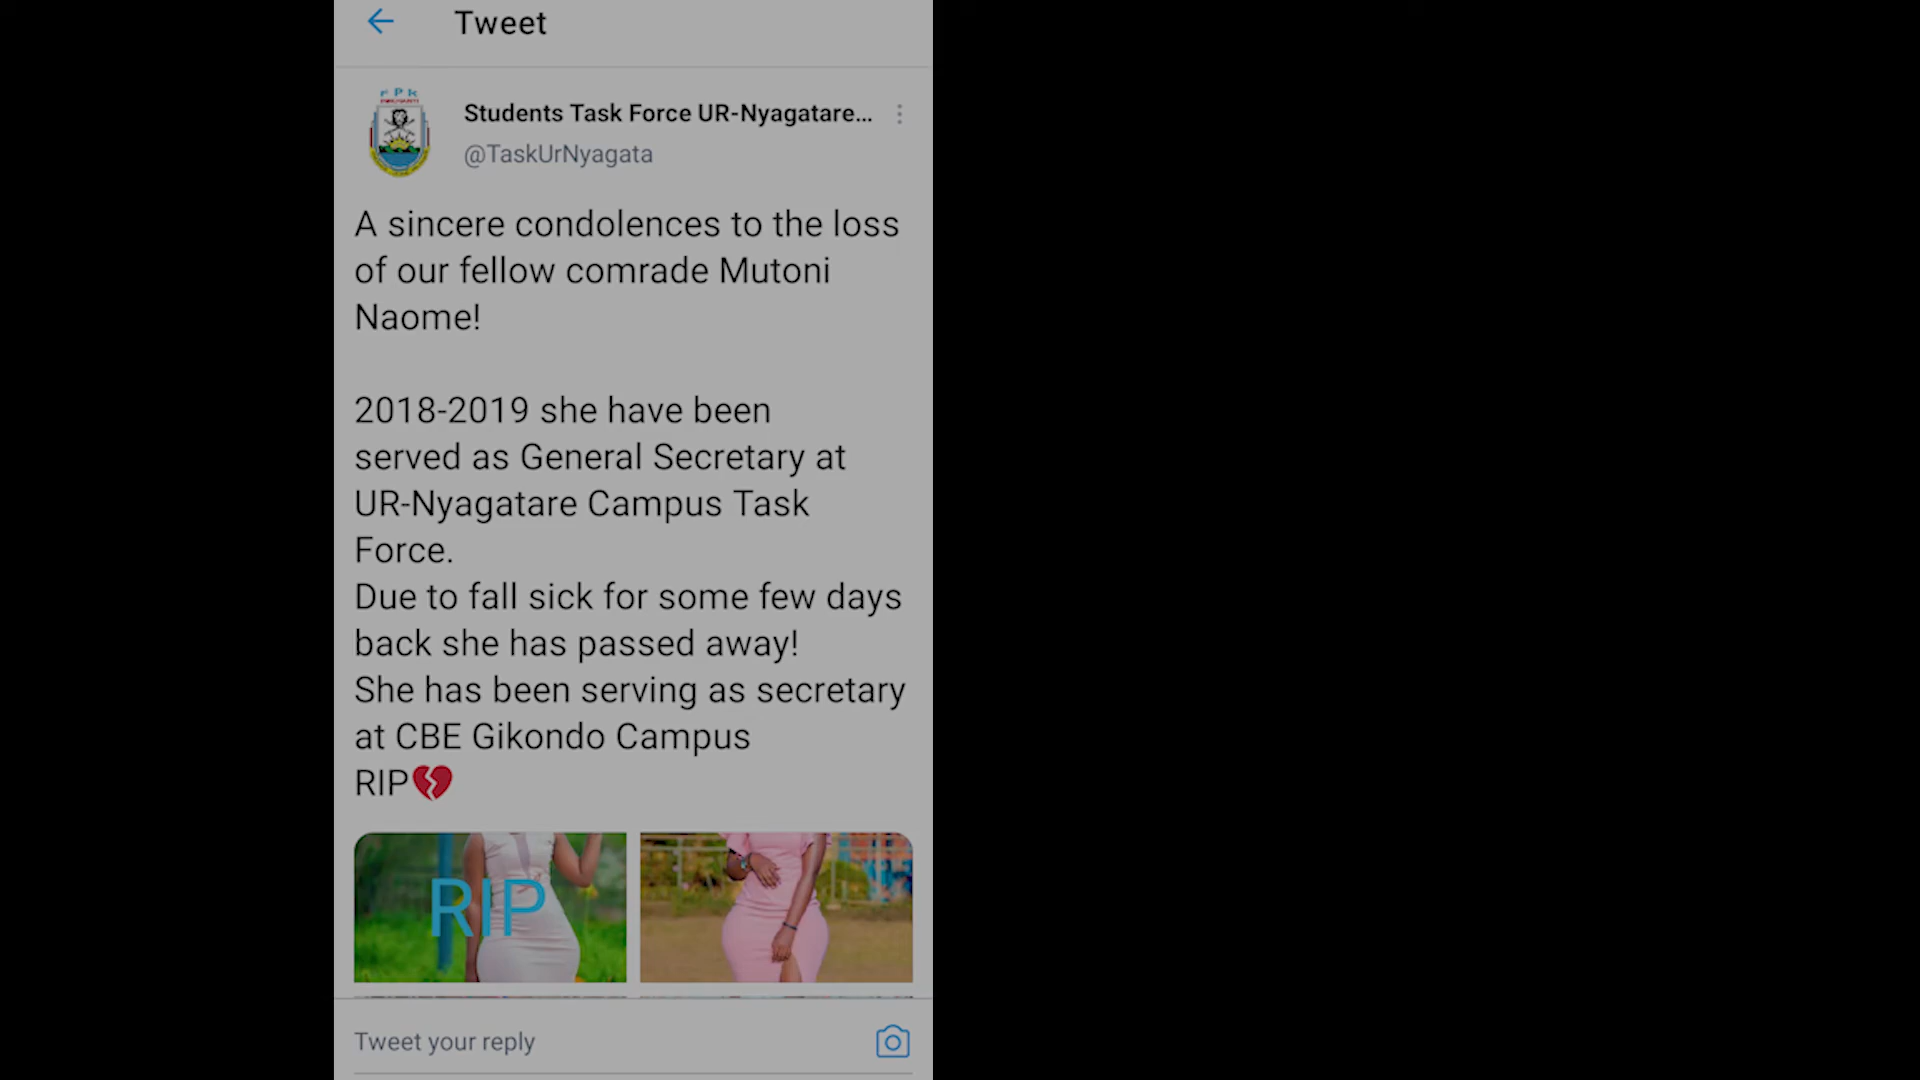 Tweet
Students Task Force UR-Nyagatare...
@TaskUrNyagata
A sincere condolences to the loss
of our fellow comrade Mutoni
Naome!
2018-2019 she have been
served as General Secretary at
UR-Nyagatare Campus Task
Force.
Due to fall sick for some few days
back she has passed away!
She has been serving as secretary
at CBE Gikondo Campus
RIP💔
RIP
Tweet your reply